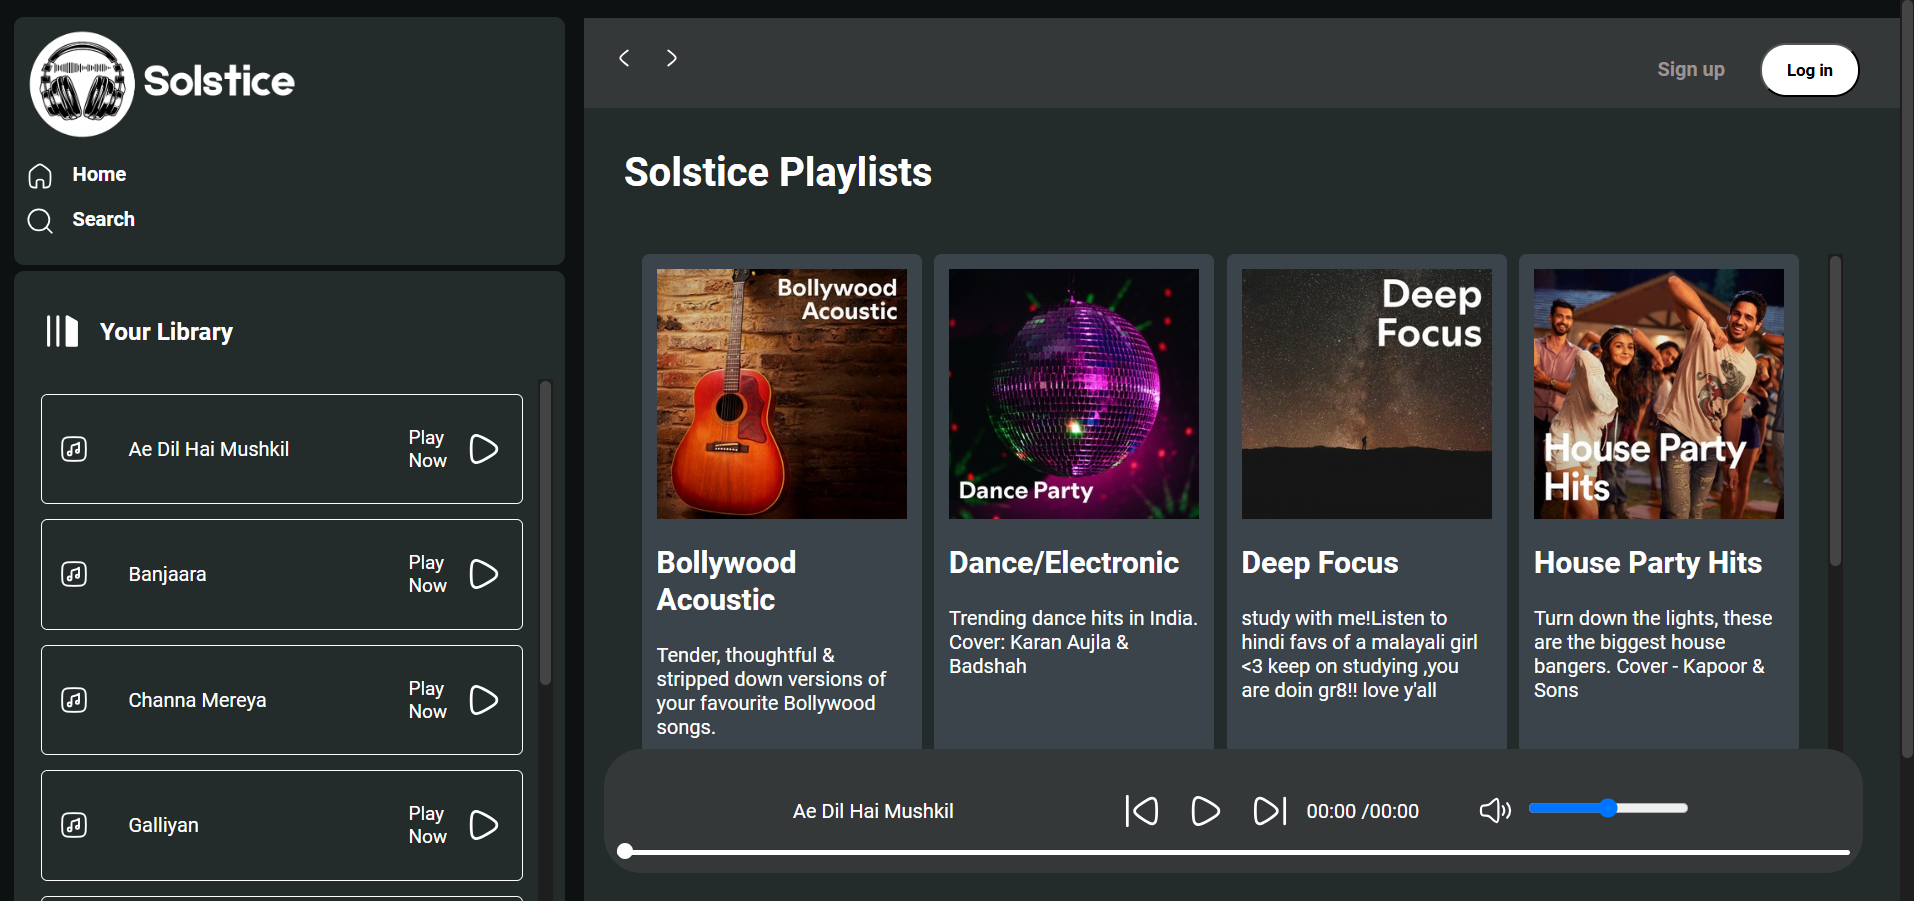 Solstice
Home
Search
Your Library
Ae Dil Hai Mushkil
Play
Now
Banjaara
Play
Now
Channa Mereya
Play
Now
Galliyan
Play
Now
Sign up
Log in
Solstice Playlists
Bollywood
Acoustic
Bollywood
Acoustic
Tender, thoughtful &
stripped down versions of
your favourite Bollywood
songs.
Dance Party
Dance/Electronic
Trending dance hits in India.
Cover: Karan Aujla &
Badshah
Deep
Focus
Deep Focus
study with me!Listen to
hindi favs of a malayali girl
<3 keep on studying ,you
are doin gr8!! love y'all
House Party
Hits
House Party Hits
Turn down the lights, these
are the biggest house
bangers. Cover - Kapoor &
Sons
Ae Dil Hai Mushkil
00:00 /00:00